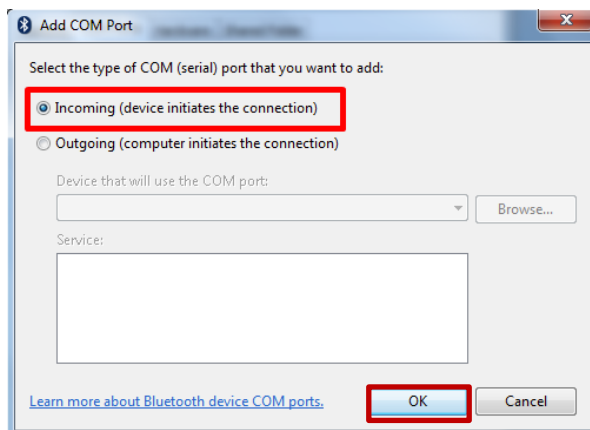 Add COM Port
Select the type of COM (serial) port that you want to add:
Incoming (device initiates the connection)
Outgoing (computer initiates the connection)
Device that will use the COM port:
Browse...
Service:
Learn more about Bluetooth device COM ports.
OK
Cancel